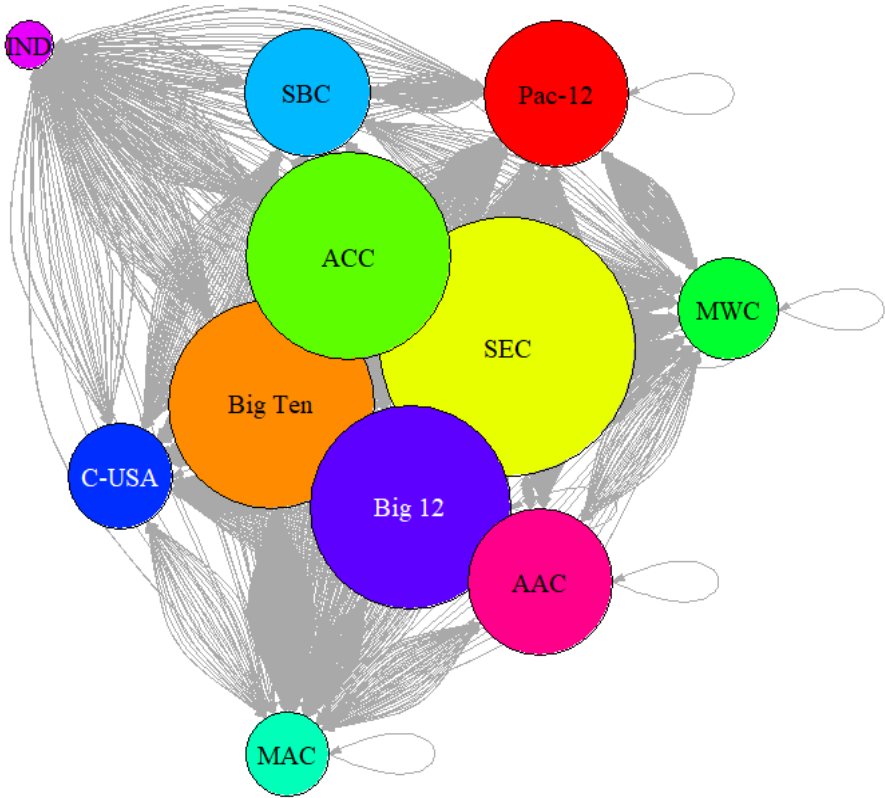 IND
SBC
Pac-12
ACC
MWC
SEC
Big Ten
C-USA
Big 12
AAC
MAC